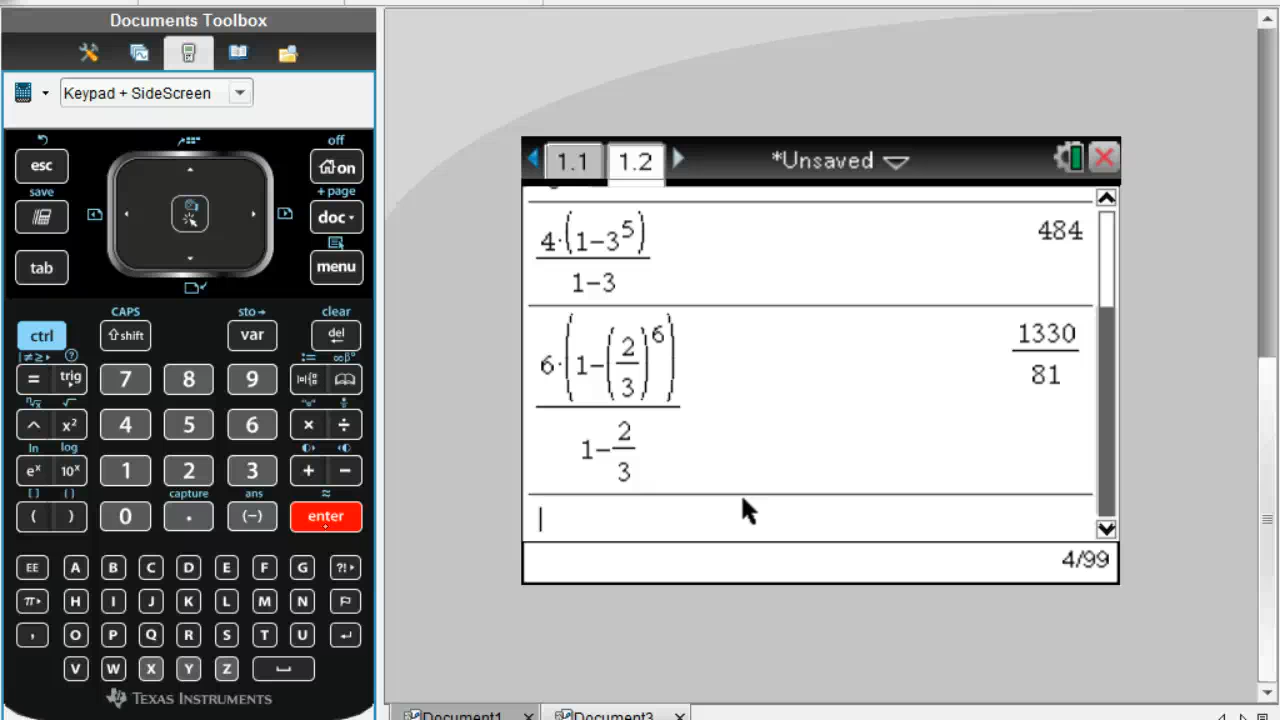 Documents Toolbox
Keypad + SideScreen
esc
off
on
save
+ page
doc
tab
menu
CAPS
sto→
clear
ctrl
shift
var
del
= trig 7 8 9
^ x² 4 5 6 × ÷
ln log
eˣ 10ˣ 1 2 3 + −
[ ] { } capture ans ≈
( ) 0 . (−) enter
EE A B C D E F G ?!▸
π▸ H I J K L M N
, O P Q R S T U
V W X Y Z
TEXAS INSTRUMENTS
1.1 1.2 *Unsaved
4·(1−3⁵)
1−3
484
6·(1−(2/3)⁶)
1−2/3
1330
81
4/99
Document1 Document3